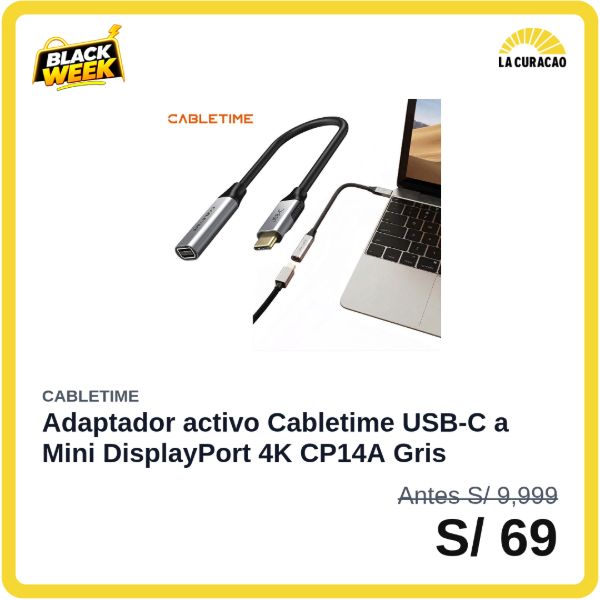 BLACK
WEEK
LA CURACAO
CABLETIME
CABLETIME
Adaptador activo Cabletime USB-C a
Mini DisplayPort 4K CP14A Gris
Antes S/ 9,999
S/ 69